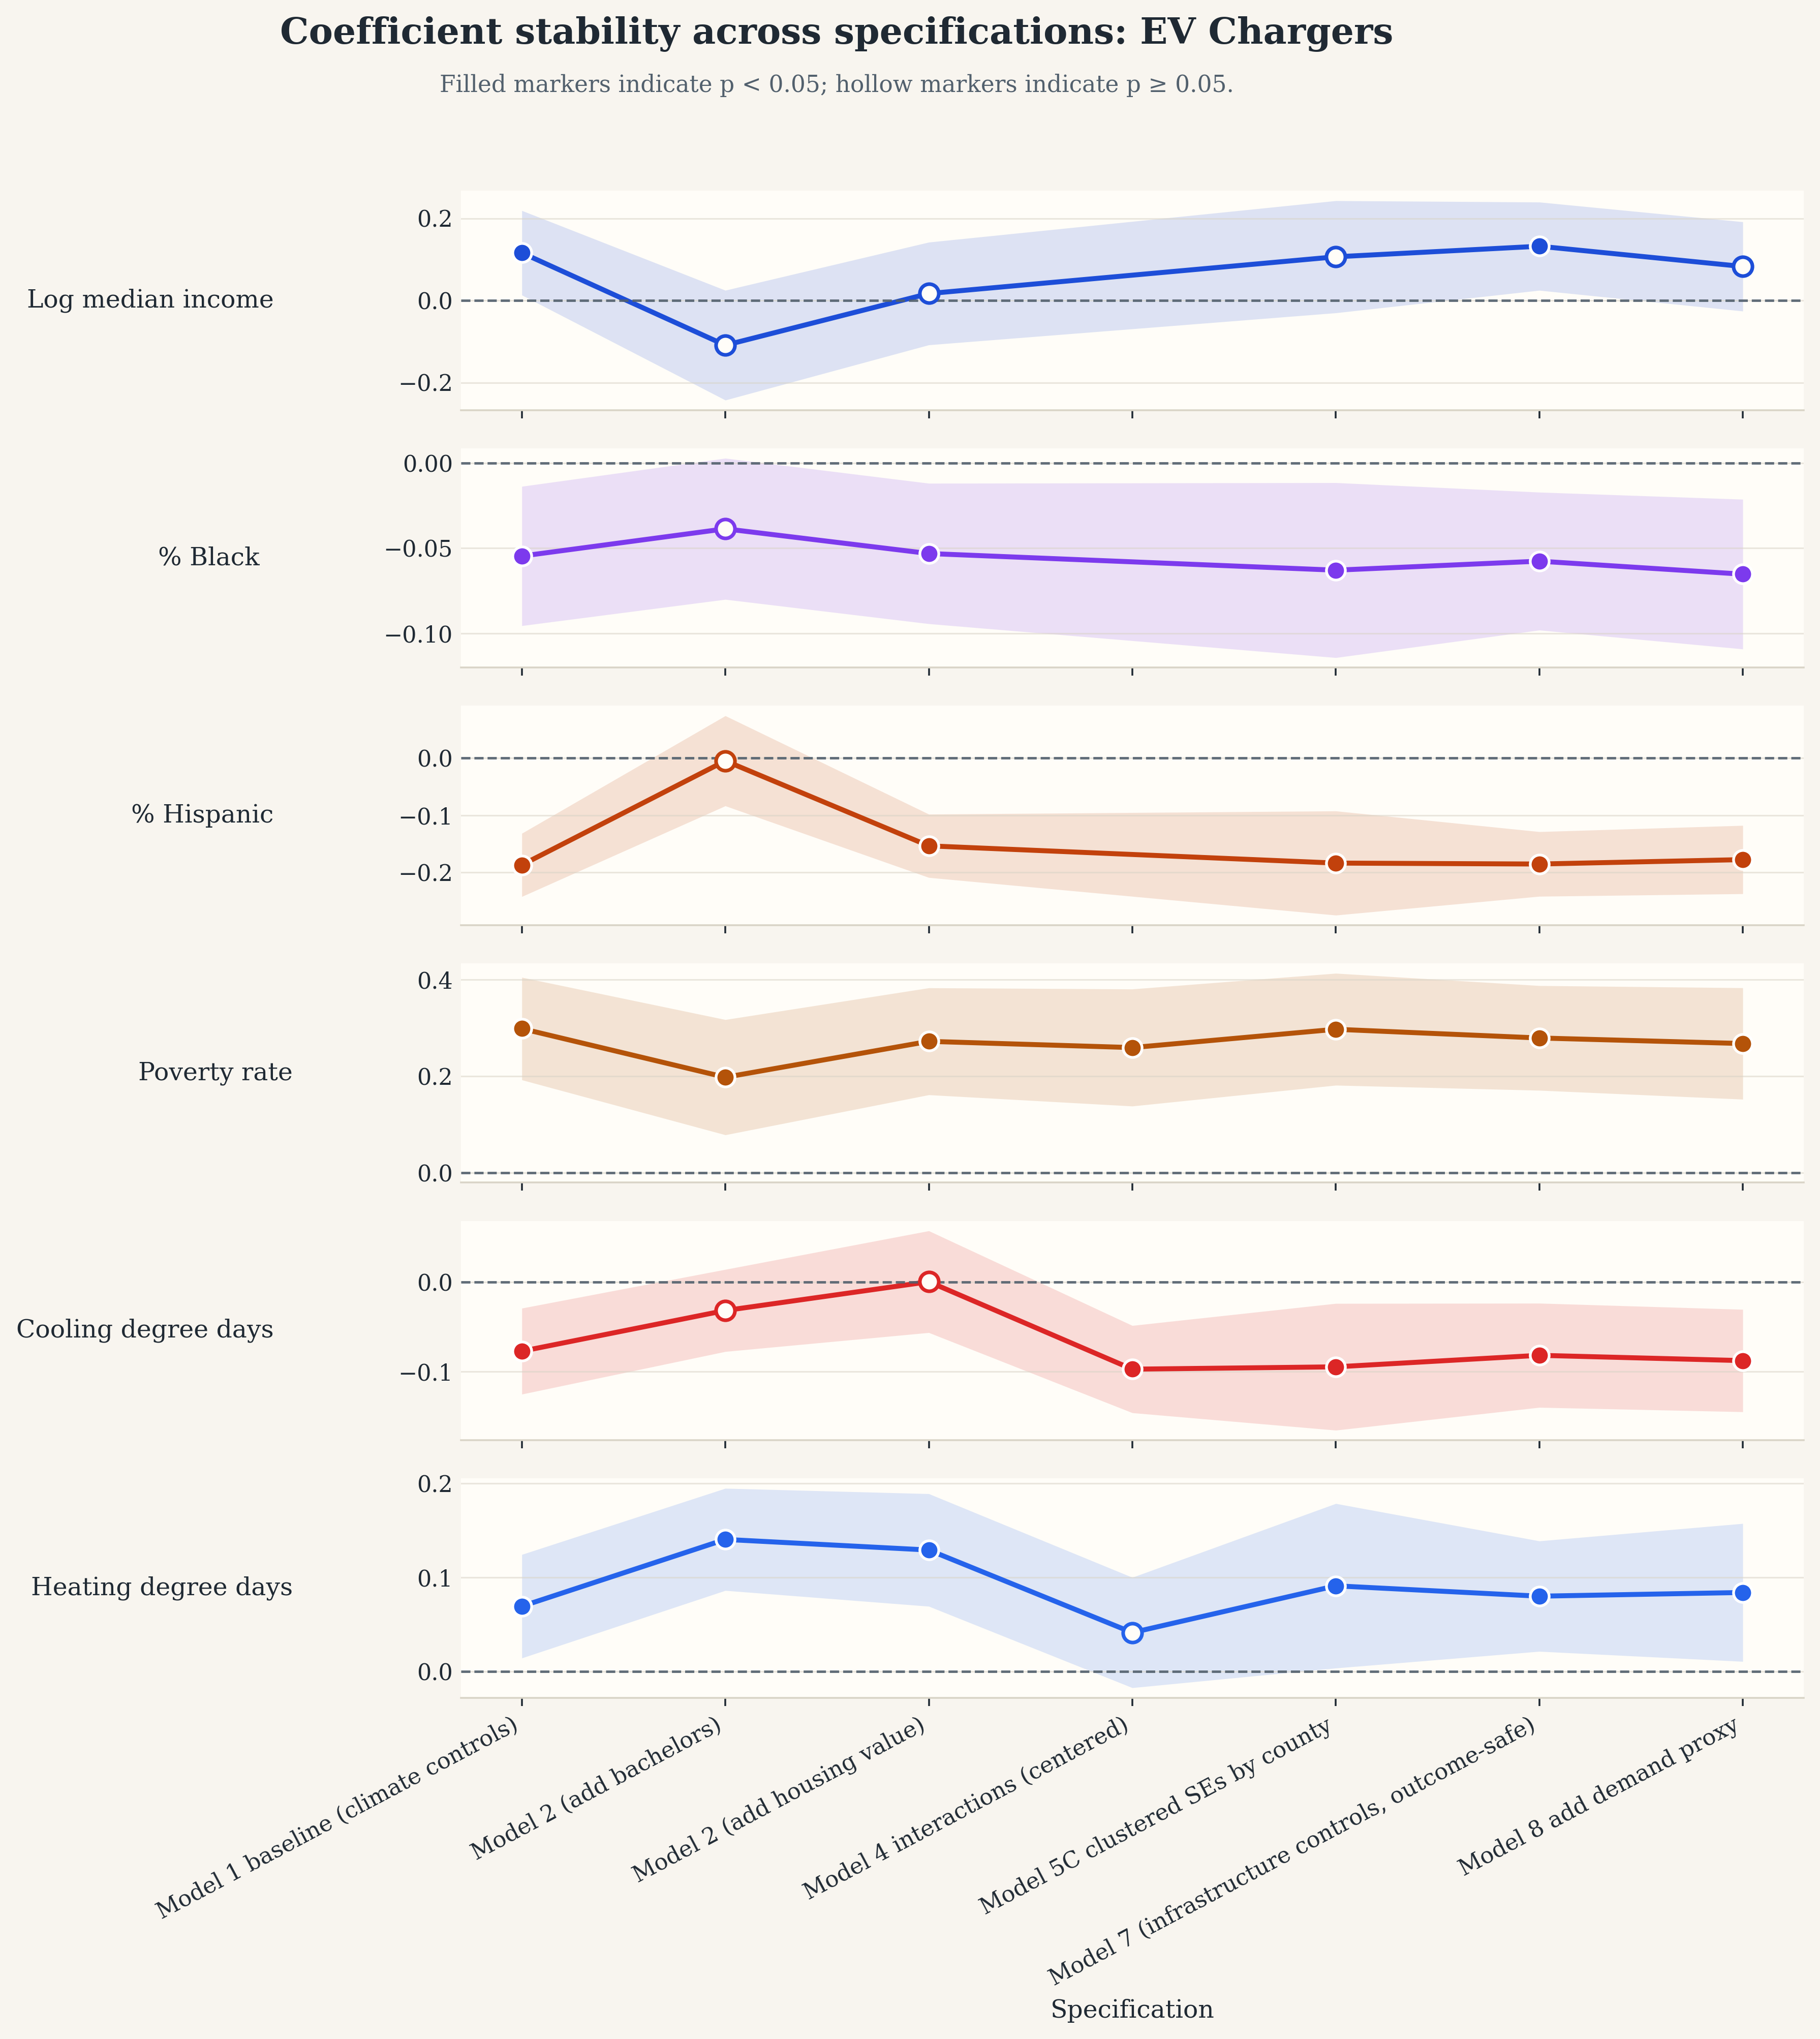 Coefficient stability across specifications: EV Chargers
Filled markers indicate p < 0.05; hollow markers indicate p ≥ 0.05.
Log median income
0.2
0.0
−0.2
% Black
0.00
−0.05
−0.10
% Hispanic
0.0
−0.1
−0.2
Poverty rate
0.4
0.2
0.0
Cooling degree days
0.0
−0.1
Heating degree days
0.2
0.1
0.0
Model 1 baseline (climate controls)
Model 2 (add bachelors)
Model 2 (add housing value)
Model 4 interactions (centered)
Model 5C clustered SEs by county
Model 7 (infrastructure controls, outcome-safe)
Model 8 add demand proxy
Specification